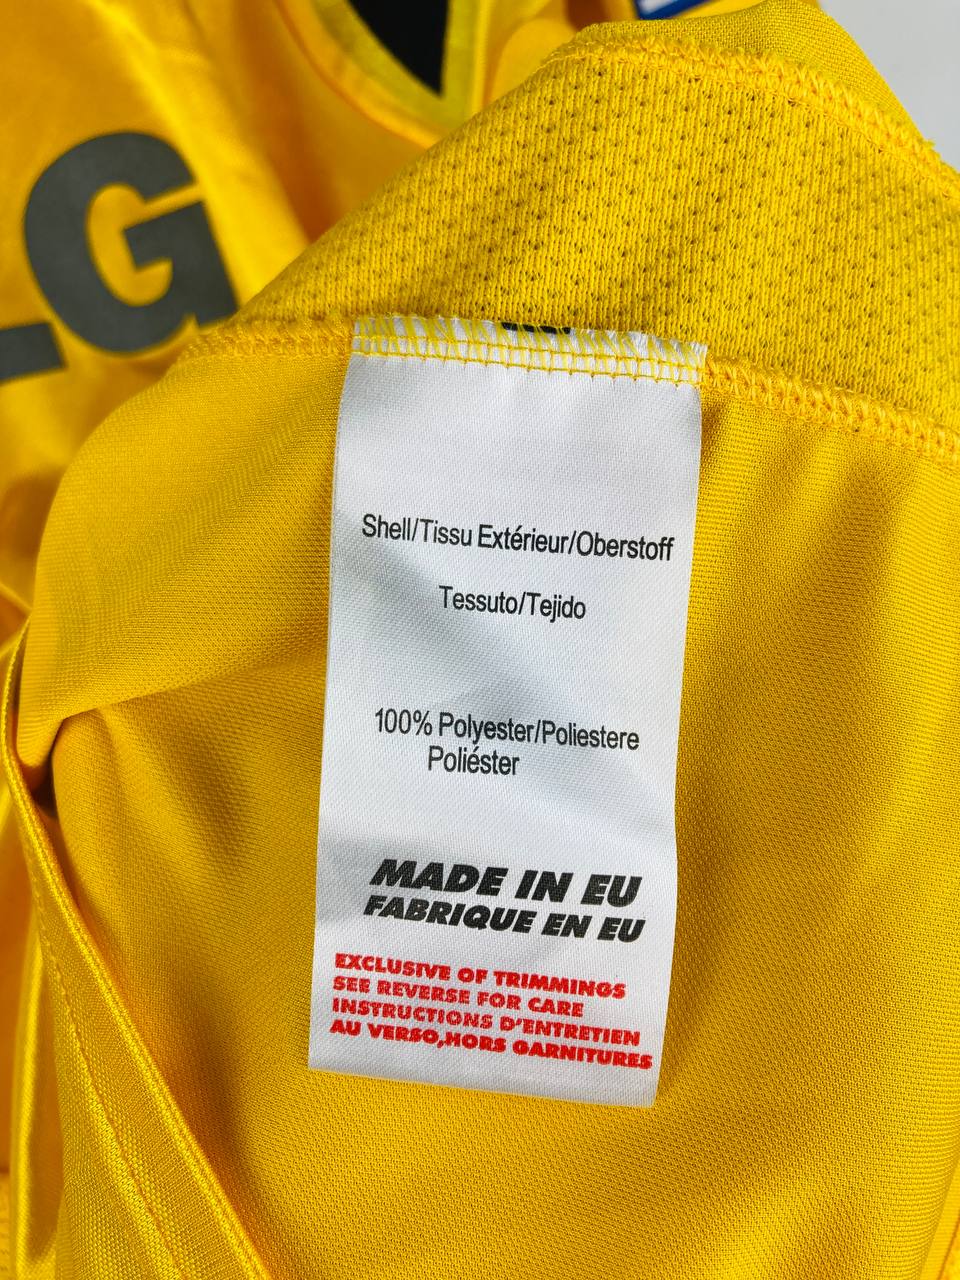 LG
Shell/Tissu Extérieur/Oberstoff
Tessuto/Tejido
100% Polyester/Poliestere
Poliéster
MADE IN EU
FABRIQUE EN EU
EXCLUSIVE OF TRIMMINGS
SEE REVERSE FOR CARE
INSTRUCTIONS D'ENTRETIEN
AU VERSO,HORS GARNITURES